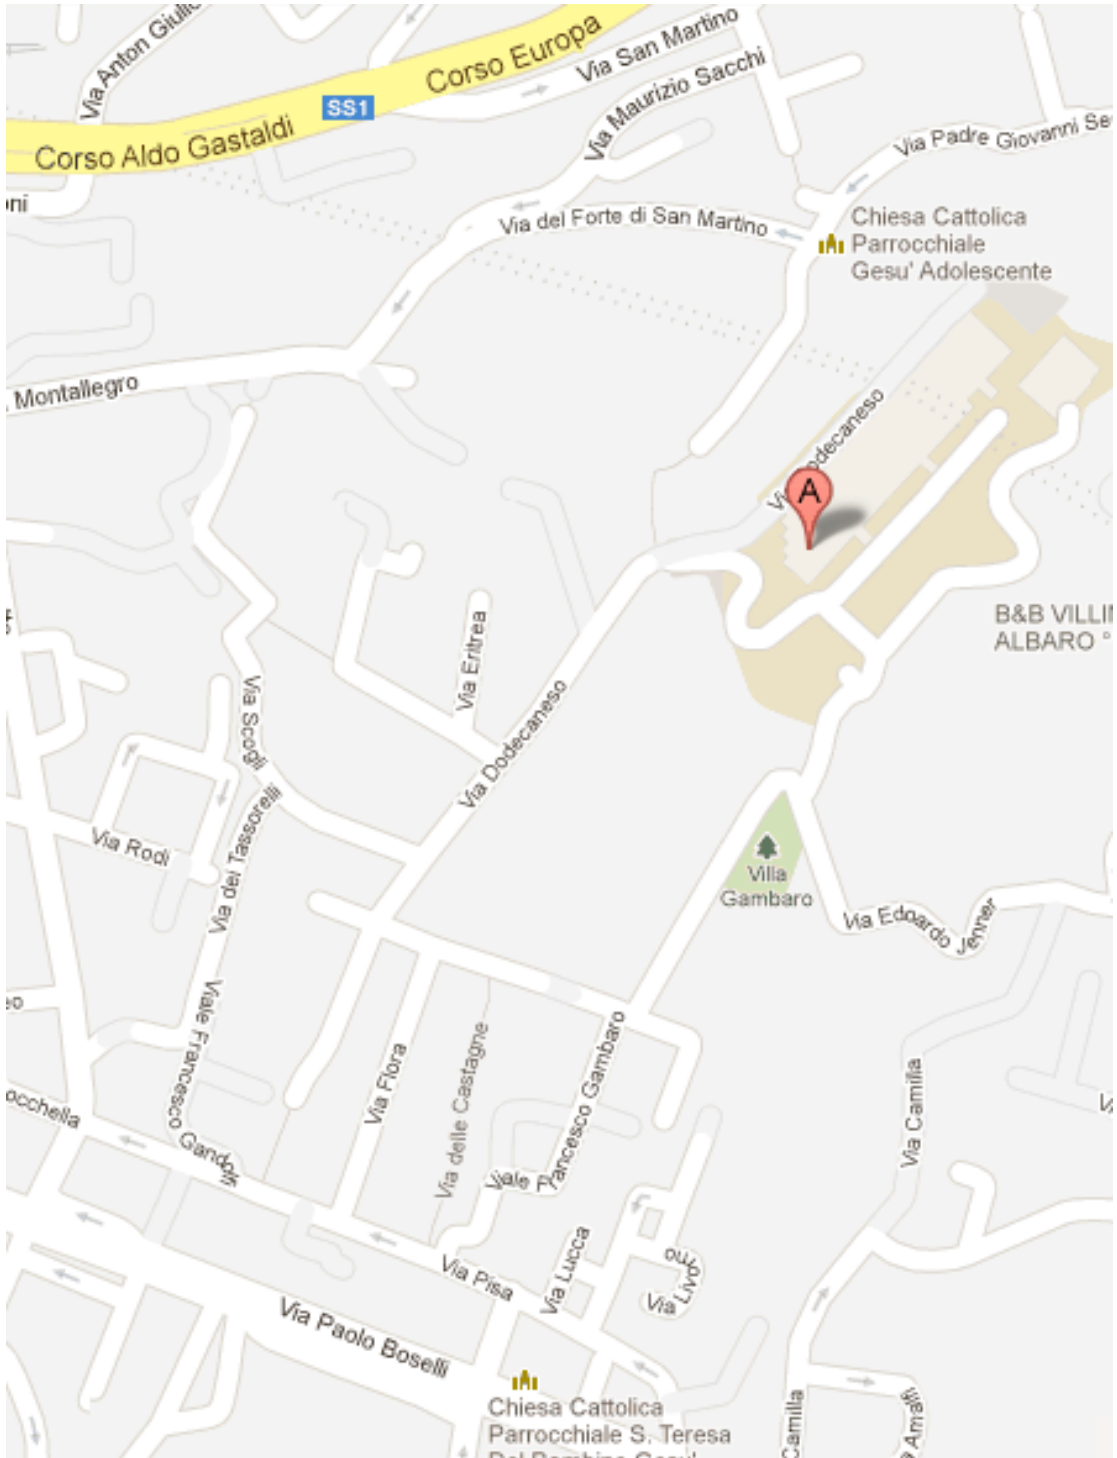 Via Anton Giulio
Corso Europa
Via San Martino
SS1
Via Maurizio Sacchi
Corso Aldo Gastaldi
Via Padre Giovanni
Via del Forte di San Martino
Chiesa Cattolica
Parrocchiale
Gesu' Adolescente
Montallegro
Dodecaneso
A
B&B
ALBARO
Via Eritrea
Via Scogli
Via Dodecaneso
Via dei Tassorelli
Via Rodi
Villa
Gambaro
Via Edoardo Jenner
Viale Francesco Gandolfi
Via Flora
Via delle Castagne
Viale Francesco Gambaro
Via Camilla
Via Pisa
Via Lucca
Via Livorno
Via Paolo Boselli
Chiesa Cattolica
Parrocchiale S. Teresa
Camilla
Amalfi